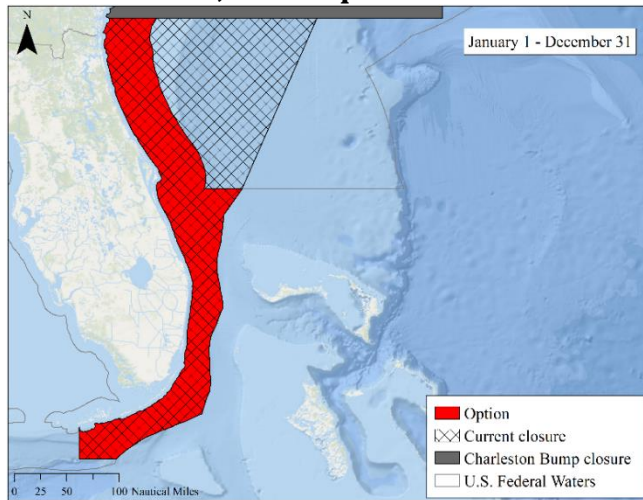 N
January 1 - December 31
Option
Current closure
Charleston Bump closure
U.S. Federal Waters
0 25 50 100 Nautical Miles